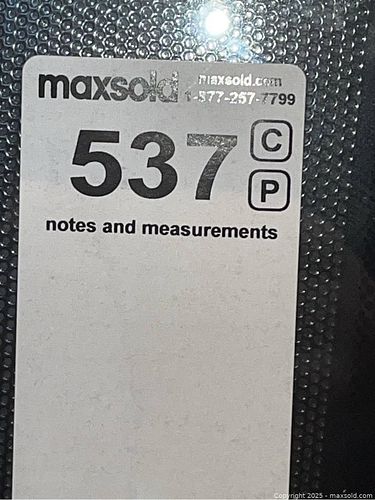 maxsold maxsold.com
1-877-257-7799
537
C
P
notes and measurements
Copyright 2025 - maxsold.com